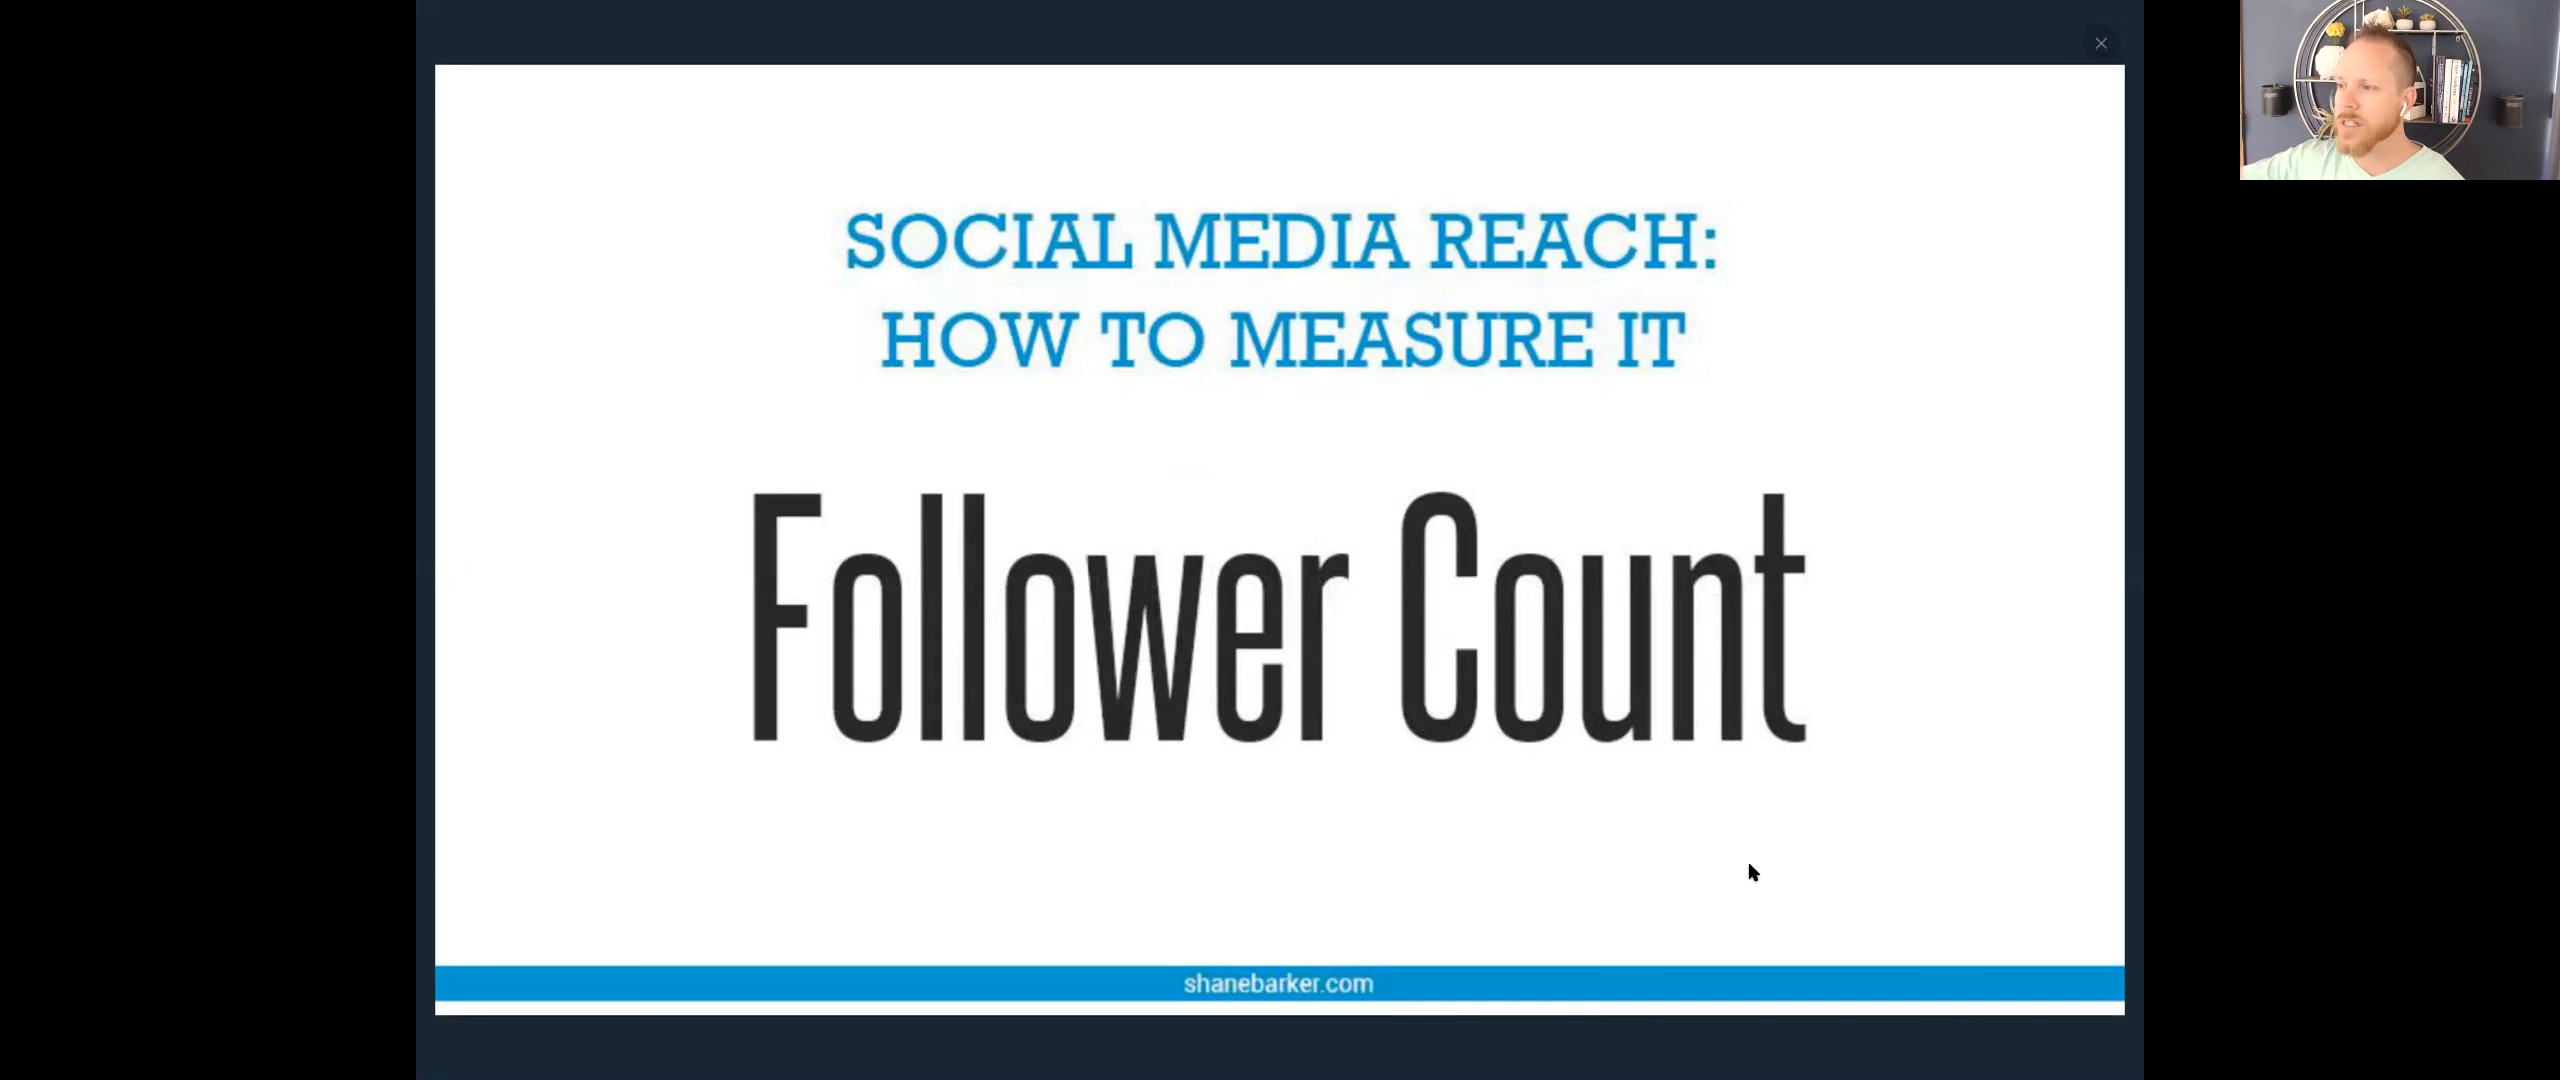 SOCIAL MEDIA REACH:
HOW TO MEASURE IT
Follower Count
shanebarker.com